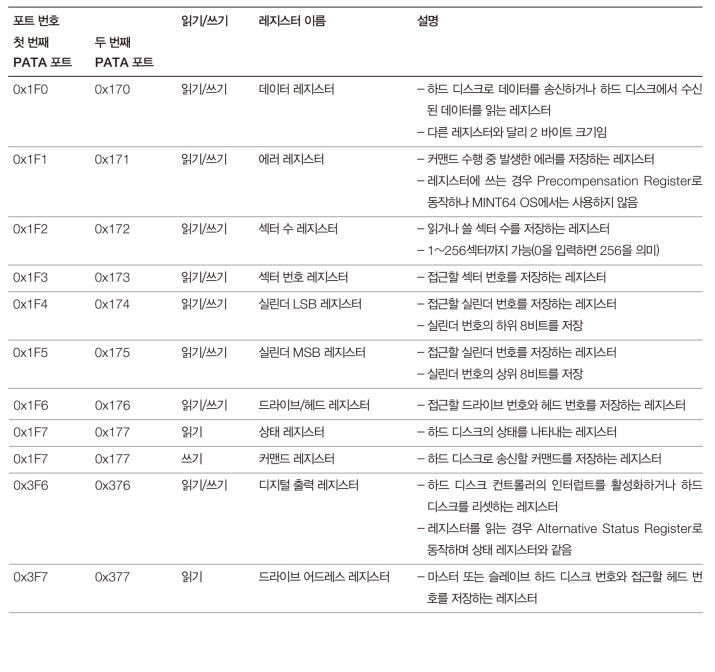 포트 번호 읽기/쓰기 레지스터 이름 설명
첫 번째 두 번째
PATA 포트 PATA 포트
0x1F0 0x170 읽기/쓰기 데이터 레지스터 – 하드 디스크로 데이터를 송신하거나 하드 디스크에서 수신
된 데이터를 읽는 레지스터
– 다른 레지스터와 달리 2 바이트 크기임
0x1F1 0x171 읽기/쓰기 에러 레지스터 – 커맨드 수행 중 발생한 에러를 저장하는 레지스터
– 레지스터에 쓰는 경우 Precompensation Register로
동작하나 MINT64 OS에서는 사용하지 않음
0x1F2 0x172 읽기/쓰기 섹터 수 레지스터 – 읽거나 쓸 섹터 수를 저장하는 레지스터
– 1~256섹터까지 가능(0을 입력하면 256을 의미)
0x1F3 0x173 읽기/쓰기 섹터 번호 레지스터 – 접근할 섹터 번호를 저장하는 레지스터
0x1F4 0x174 읽기/쓰기 실린더 LSB 레지스터 – 접근할 실린더 번호를 저장하는 레지스터
– 실린더 번호의 하위 8비트를 저장
0x1F5 0x175 읽기/쓰기 실린더 MSB 레지스터 – 접근할 실린더 번호를 저장하는 레지스터
– 실린더 번호의 상위 8비트를 저장
0x1F6 0x176 읽기/쓰기 드라이브/헤드 레지스터 – 접근할 드라이브 번호와 헤드 번호를 저장하는 레지스터
0x1F7 0x177 읽기 상태 레지스터 – 하드 디스크의 상태를 나타내는 레지스터
0x1F7 0x177 쓰기 커맨드 레지스터 – 하드 디스크로 송신할 커맨드를 저장하는 레지스터
0x3F6 0x376 읽기/쓰기 디지털 출력 레지스터 – 하드 디스크 컨트롤러의 인터럽트를 활성화하거나 하드
디스크를 리셋하는 레지스터
– 레지스터를 읽는 경우 Alternative Status Register로
동작하며 상태 레지스터와 같음
0x3F7 0x377 읽기 드라이브 어드레스 레지스터 – 마스터 또는 슬레이브 하드 디스크 번호와 접근할 헤드 번
호를 저장하는 레지스터